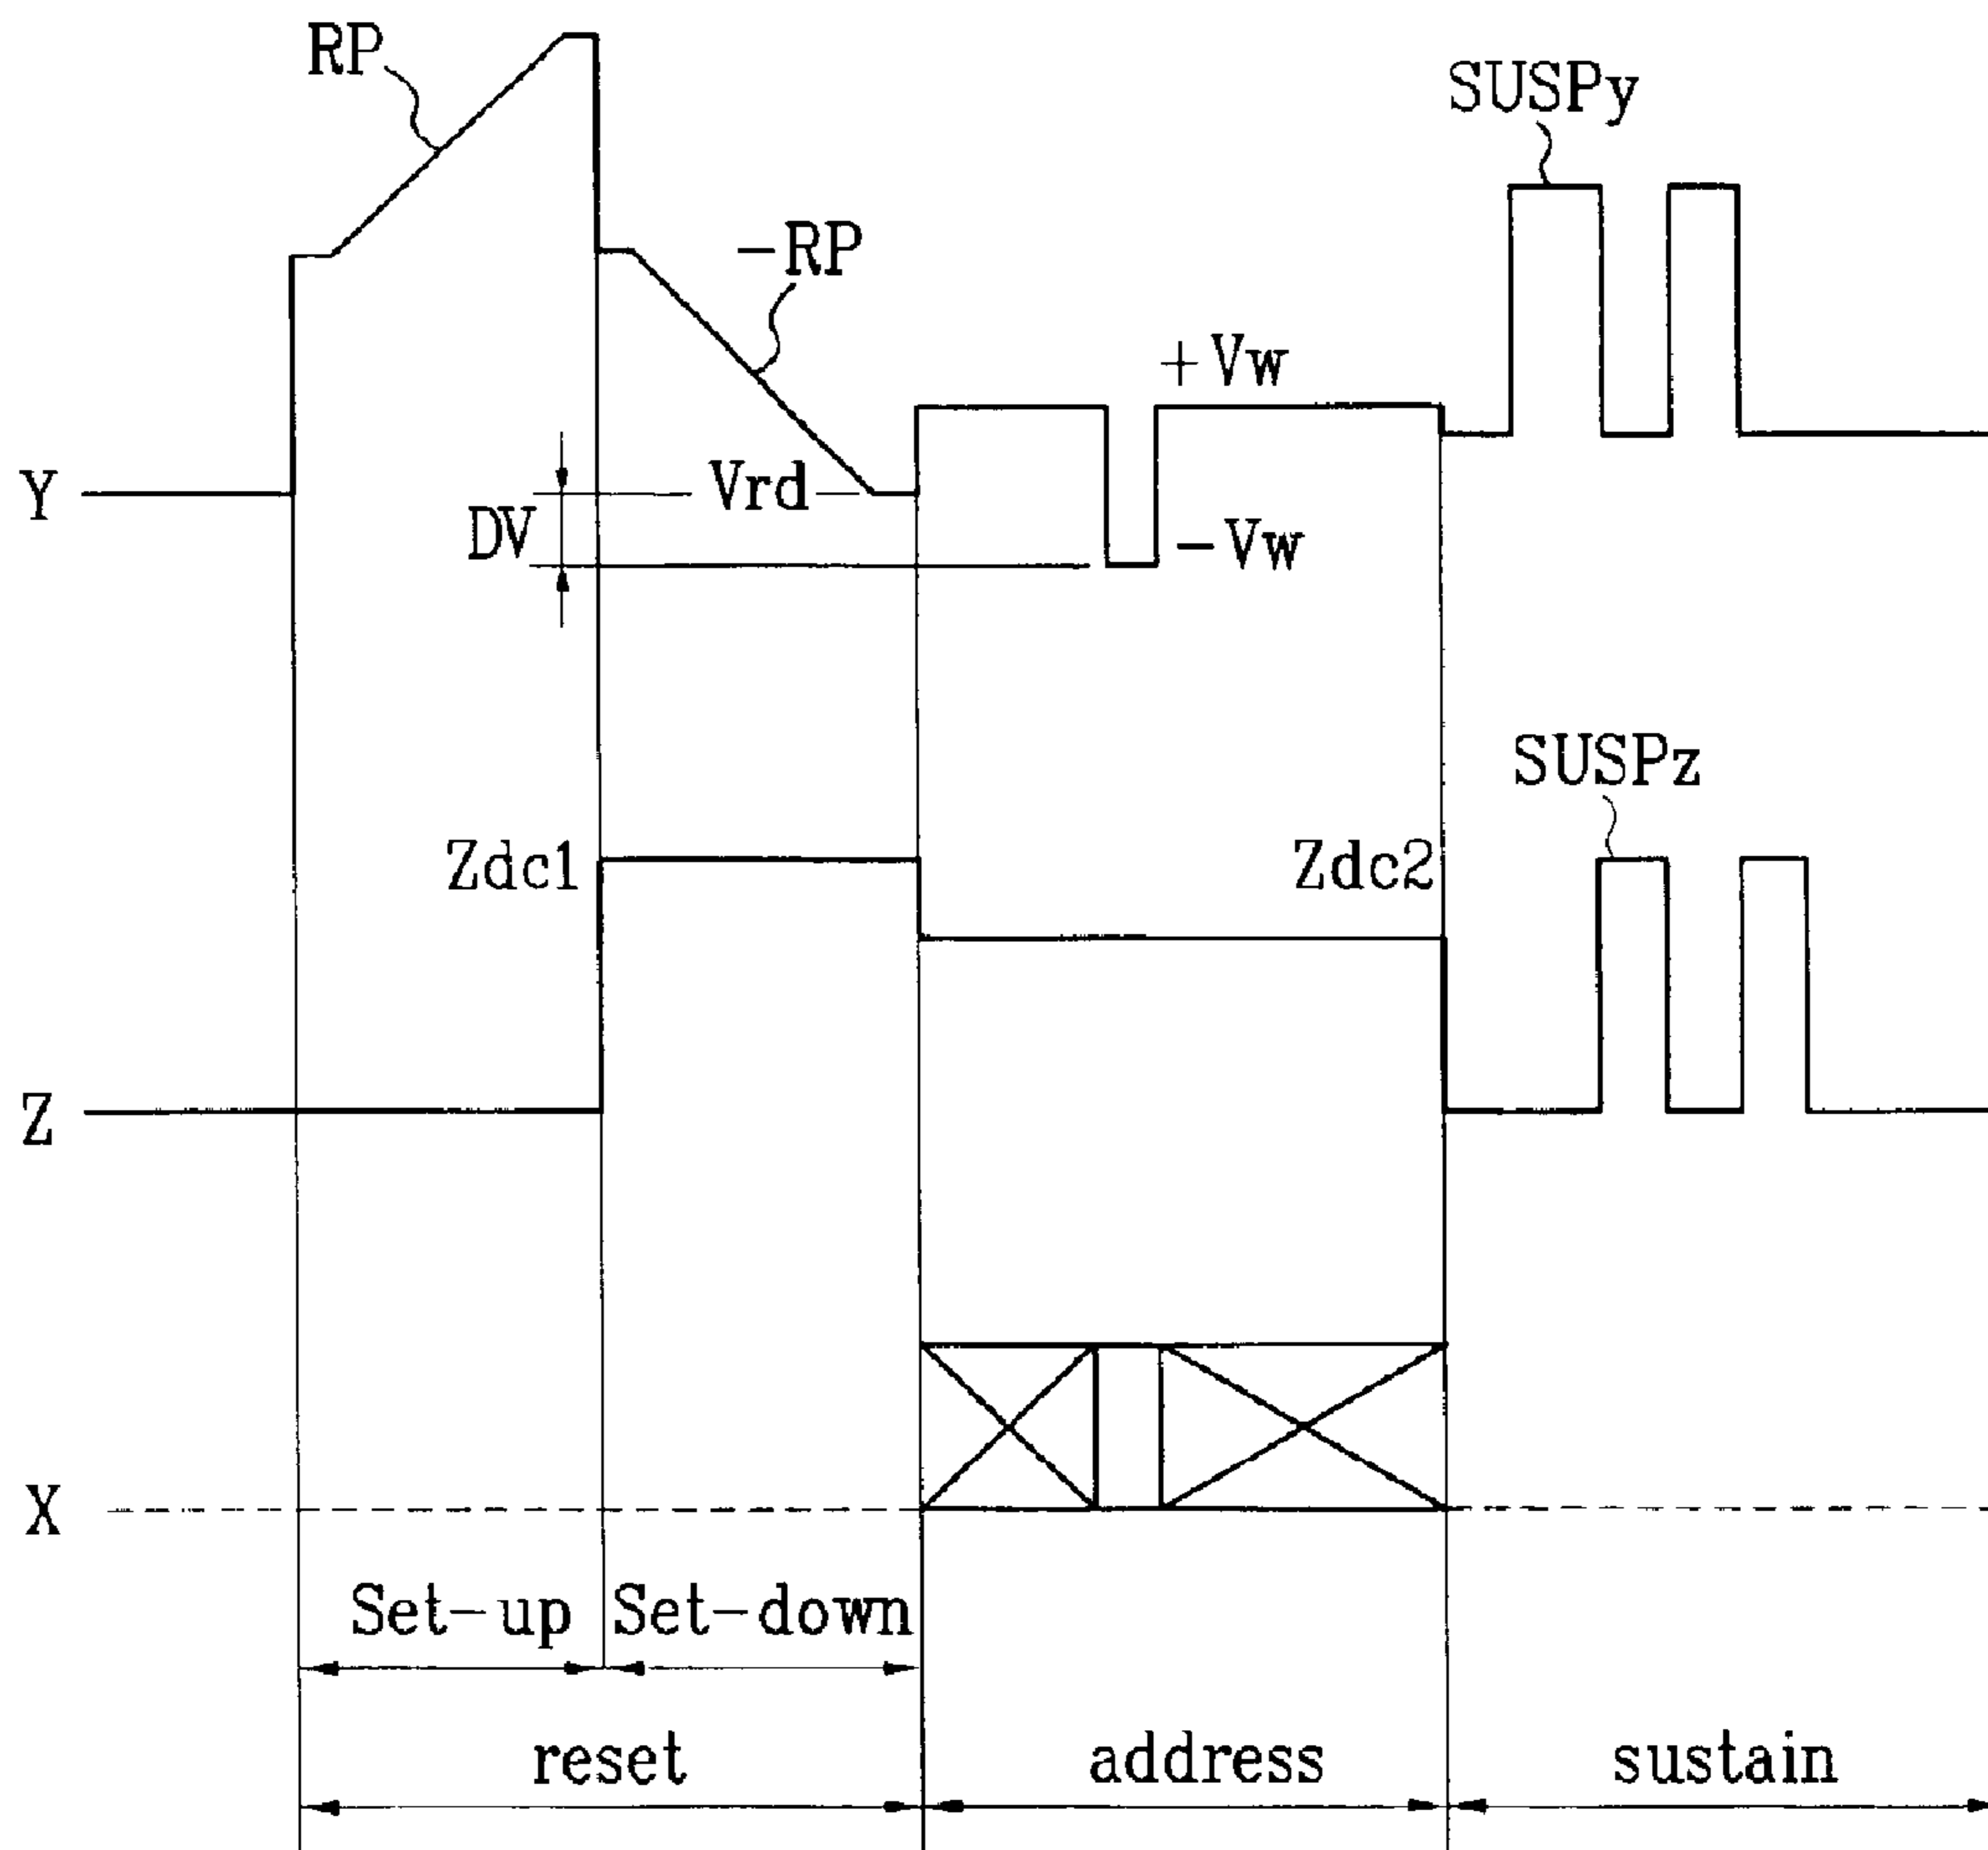 RP
SUSPy
-RP
+Vw
Y
Vrd
DV
-Vw
SUSPz
Zdc1
Zdc2
Z
X
Set-up
Set-down
reset
address
sustain